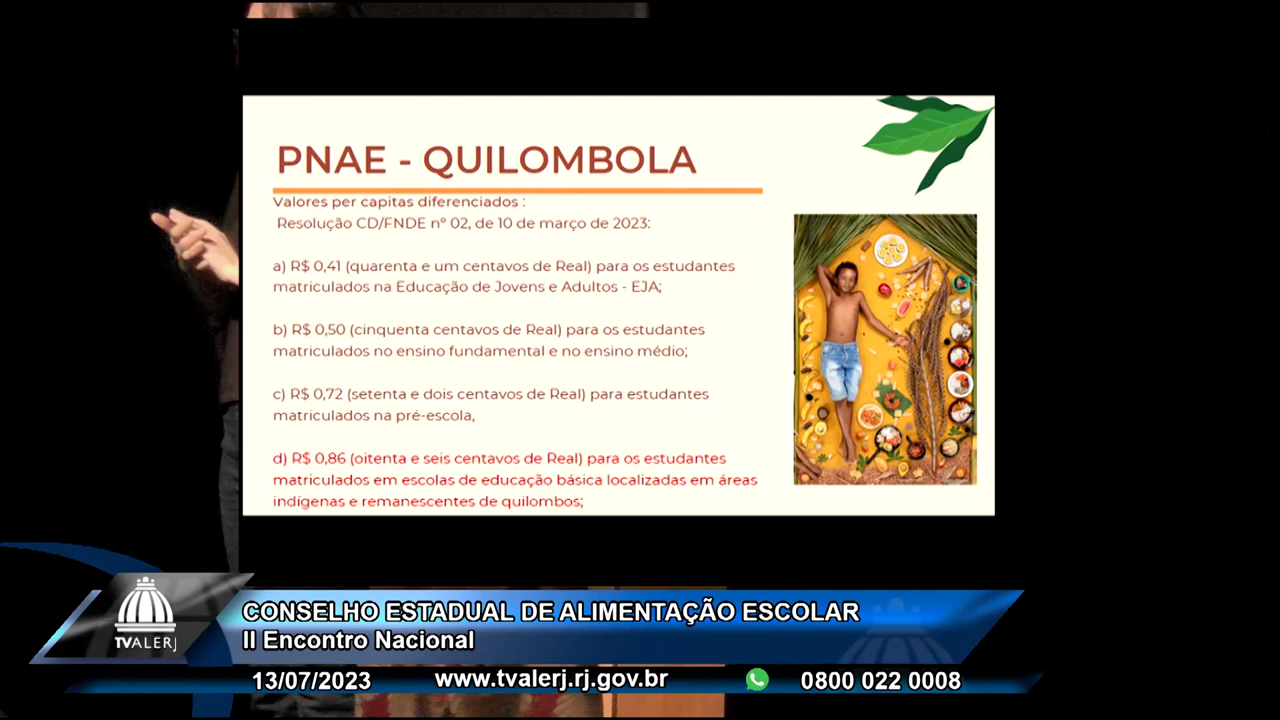 PNAE - QUILOMBOLA
Valores per capitas diferenciados :
Resolução CD/FNDE nº 02, de 10 de março de 2023:
a) R$ 0,41 (quarenta e um centavos de Real) para os estudantes
matriculados na Educação de Jovens e Adultos - EJA;
b) R$ 0,50 (cinquenta centavos de Real) para os estudantes
matriculados no ensino fundamental e no ensino médio;
c) R$ 0,72 (setenta e dois centavos de Real) para estudantes
matriculados na pré-escola,
d) R$ 0,86 (oitenta e seis centavos de Real) para os estudantes
matriculados em escolas de educação básica localizadas em áreas
indígenas e remanescentes de quilombos;
TVALERJ
CONSELHO ESTADUAL DE ALIMENTAÇÃO ESCOLAR
II Encontro Nacional
13/07/2023 www.tvalerj.rj.gov.br 0800 022 0008